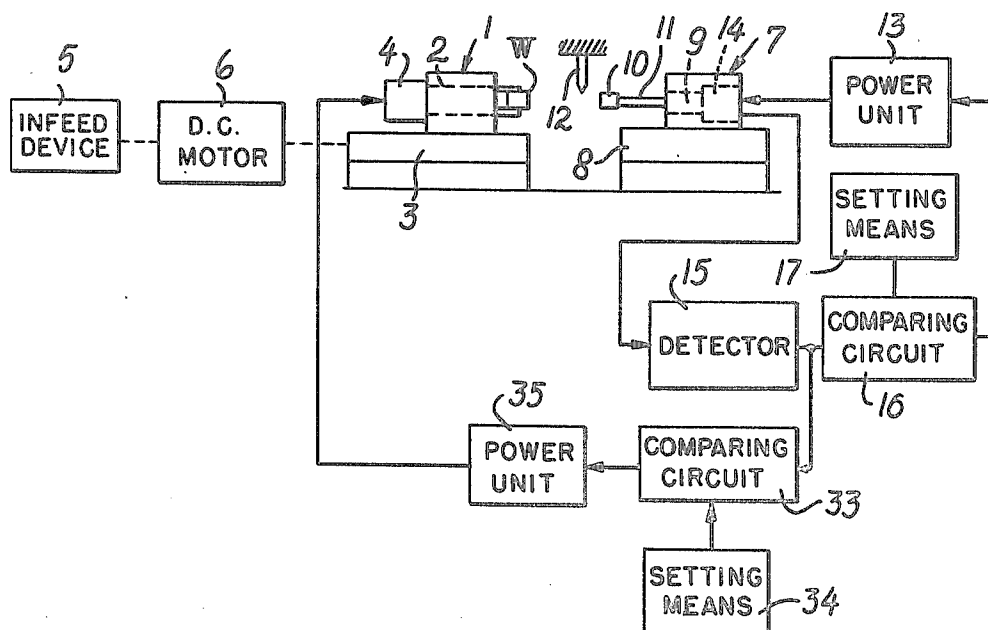 5
INFEED
DEVICE
6
D.C.
MOTOR
4
2
1
W
3
12
10
11
9
14
7
8
13
POWER
UNIT
SETTING
MEANS
17
15
DETECTOR
COMPARING
CIRCUIT
16
35
POWER
UNIT
COMPARING
CIRCUIT
33
SETTING
MEANS
34